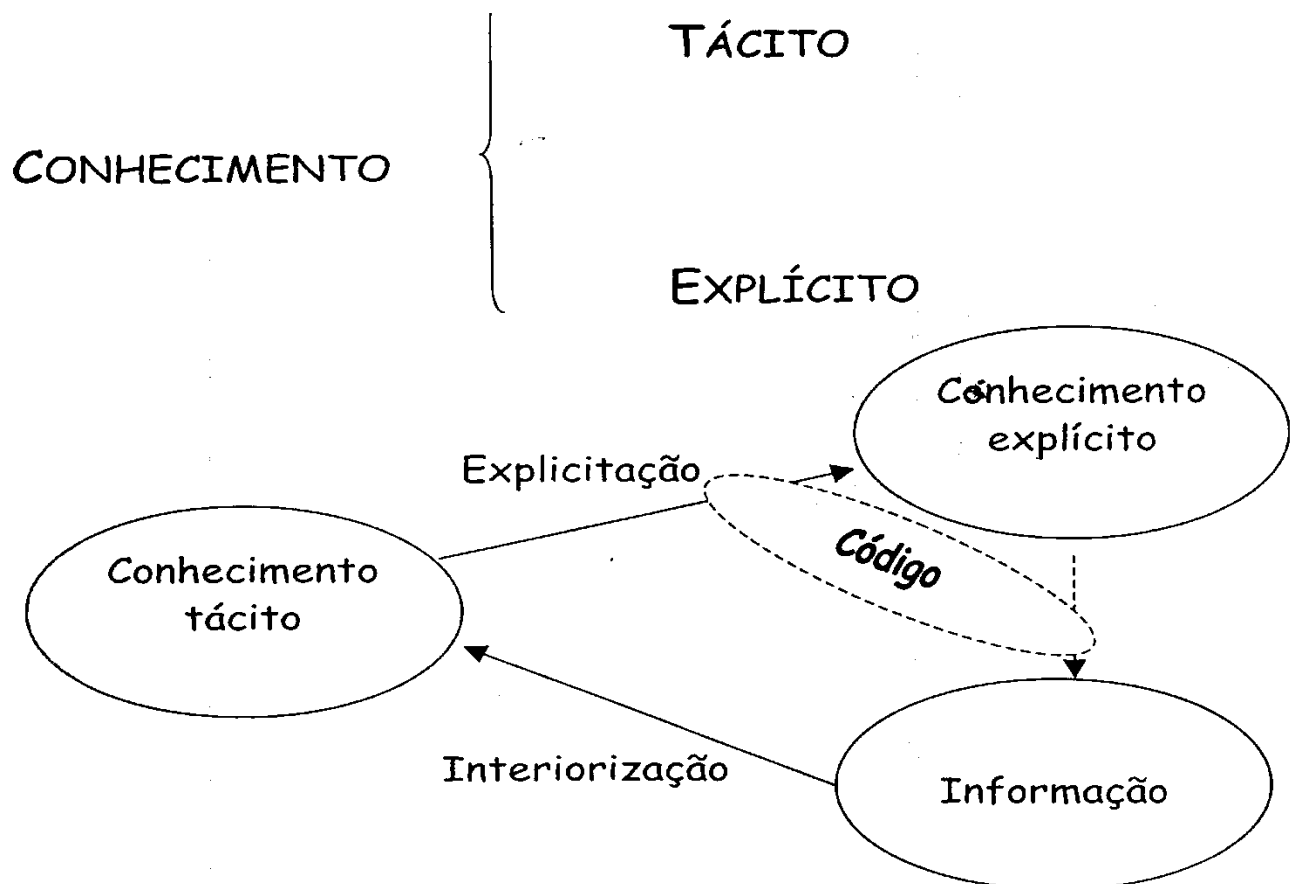 TÁCITO
CONHECIMENTO
EXPLÍCITO
Conhecimento
explícito
Explicitação
Código
Conhecimento
tácito
Interiorização
Informação